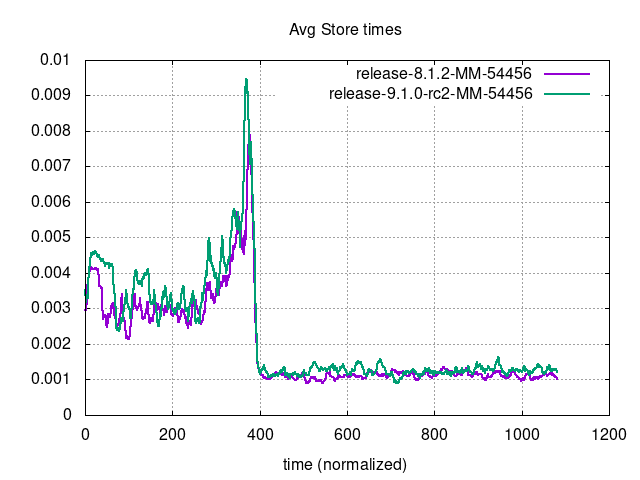 Avg Store times
0.01
0.009
0.008
0.007
0.006
0.005
0.004
0.003
0.002
0.001
0
release-8.1.2-MM-54456
release-9.1.0-rc2-MM-54456
0 200 400 600 800 1000 1200
time (normalized)